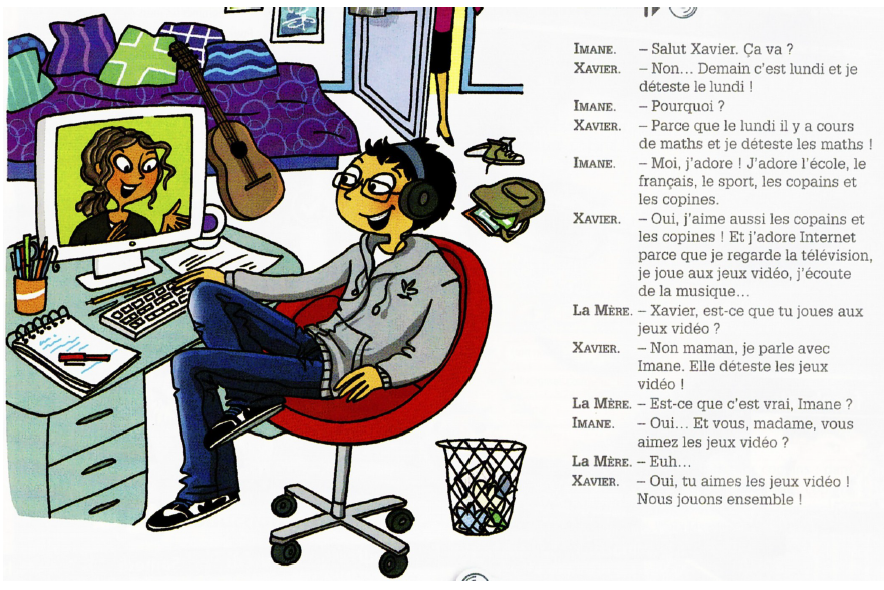 IMANE. – Salut Xavier. Ça va ?
XAVIER. – Non... Demain c'est lundi et je
déteste le lundi !
IMANE. – Pourquoi ?
XAVIER. – Parce que le lundi il y a cours
de maths et je déteste les maths !
IMANE. – Moi, j'adore ! J'adore l'école, le
français, le sport, les copains et
les copines.
XAVIER. – Oui, j'aime aussi les copains et
les copines ! Et j'adore Internet
parce que je regarde la télévision,
je joue aux jeux vidéo, j'écoute
de la musique...
LA MÈRE. – Xavier, est-ce que tu joues aux
jeux vidéo ?
XAVIER. – Non maman, je parle avec
Imane. Elle déteste les jeux
vidéo !
LA MÈRE. – Est-ce que c'est vrai, Imane ?
IMANE. – Oui... Et vous, madame, vous
aimez les jeux vidéo ?
LA MÈRE. – Euh...
XAVIER. – Oui, tu aimes les jeux vidéo !
Nous jouons ensemble !